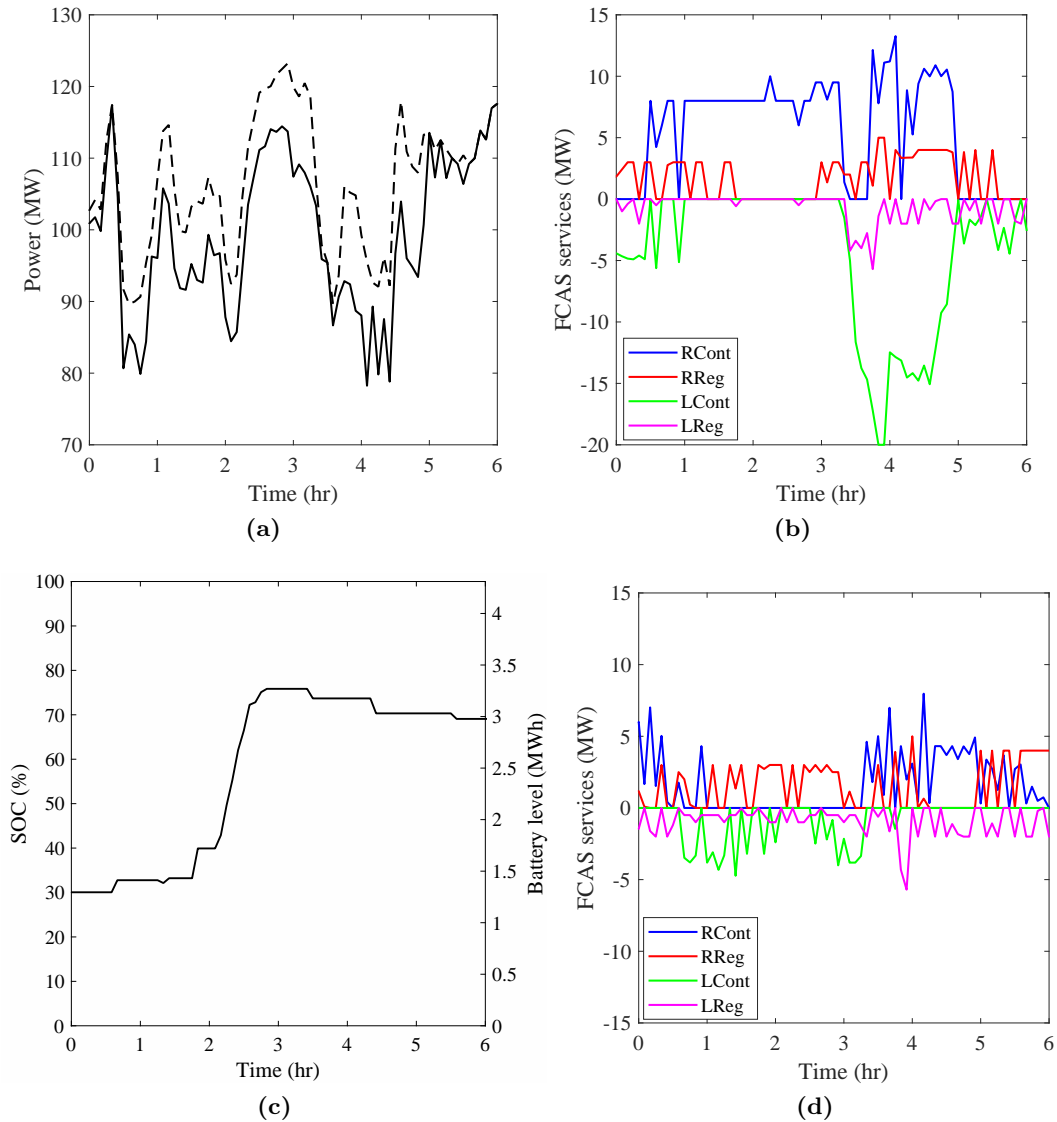 130
120
110
100
90
80
70
Power (MW)
0 1 2 3 4 5 6
Time (hr)
(a)
15
10
5
0
-5
-10
-15
-20
FCAS services (MW)
RCont
RReg
LCont
LReg
0 1 2 3 4 5 6
Time (hr)
(b)
100
90
80
70
60
50
40
30
20
10
0
SOC (%)
4
3.5
3
2.5
2
1.5
1
0.5
0
Battery level (MWh)
0 1 2 3 4 5 6
Time (hr)
(c)
15
10
5
0
-5
-10
-15
FCAS services (MW)
RCont
RReg
LCont
LReg
0 1 2 3 4 5 6
Time (hr)
(d)